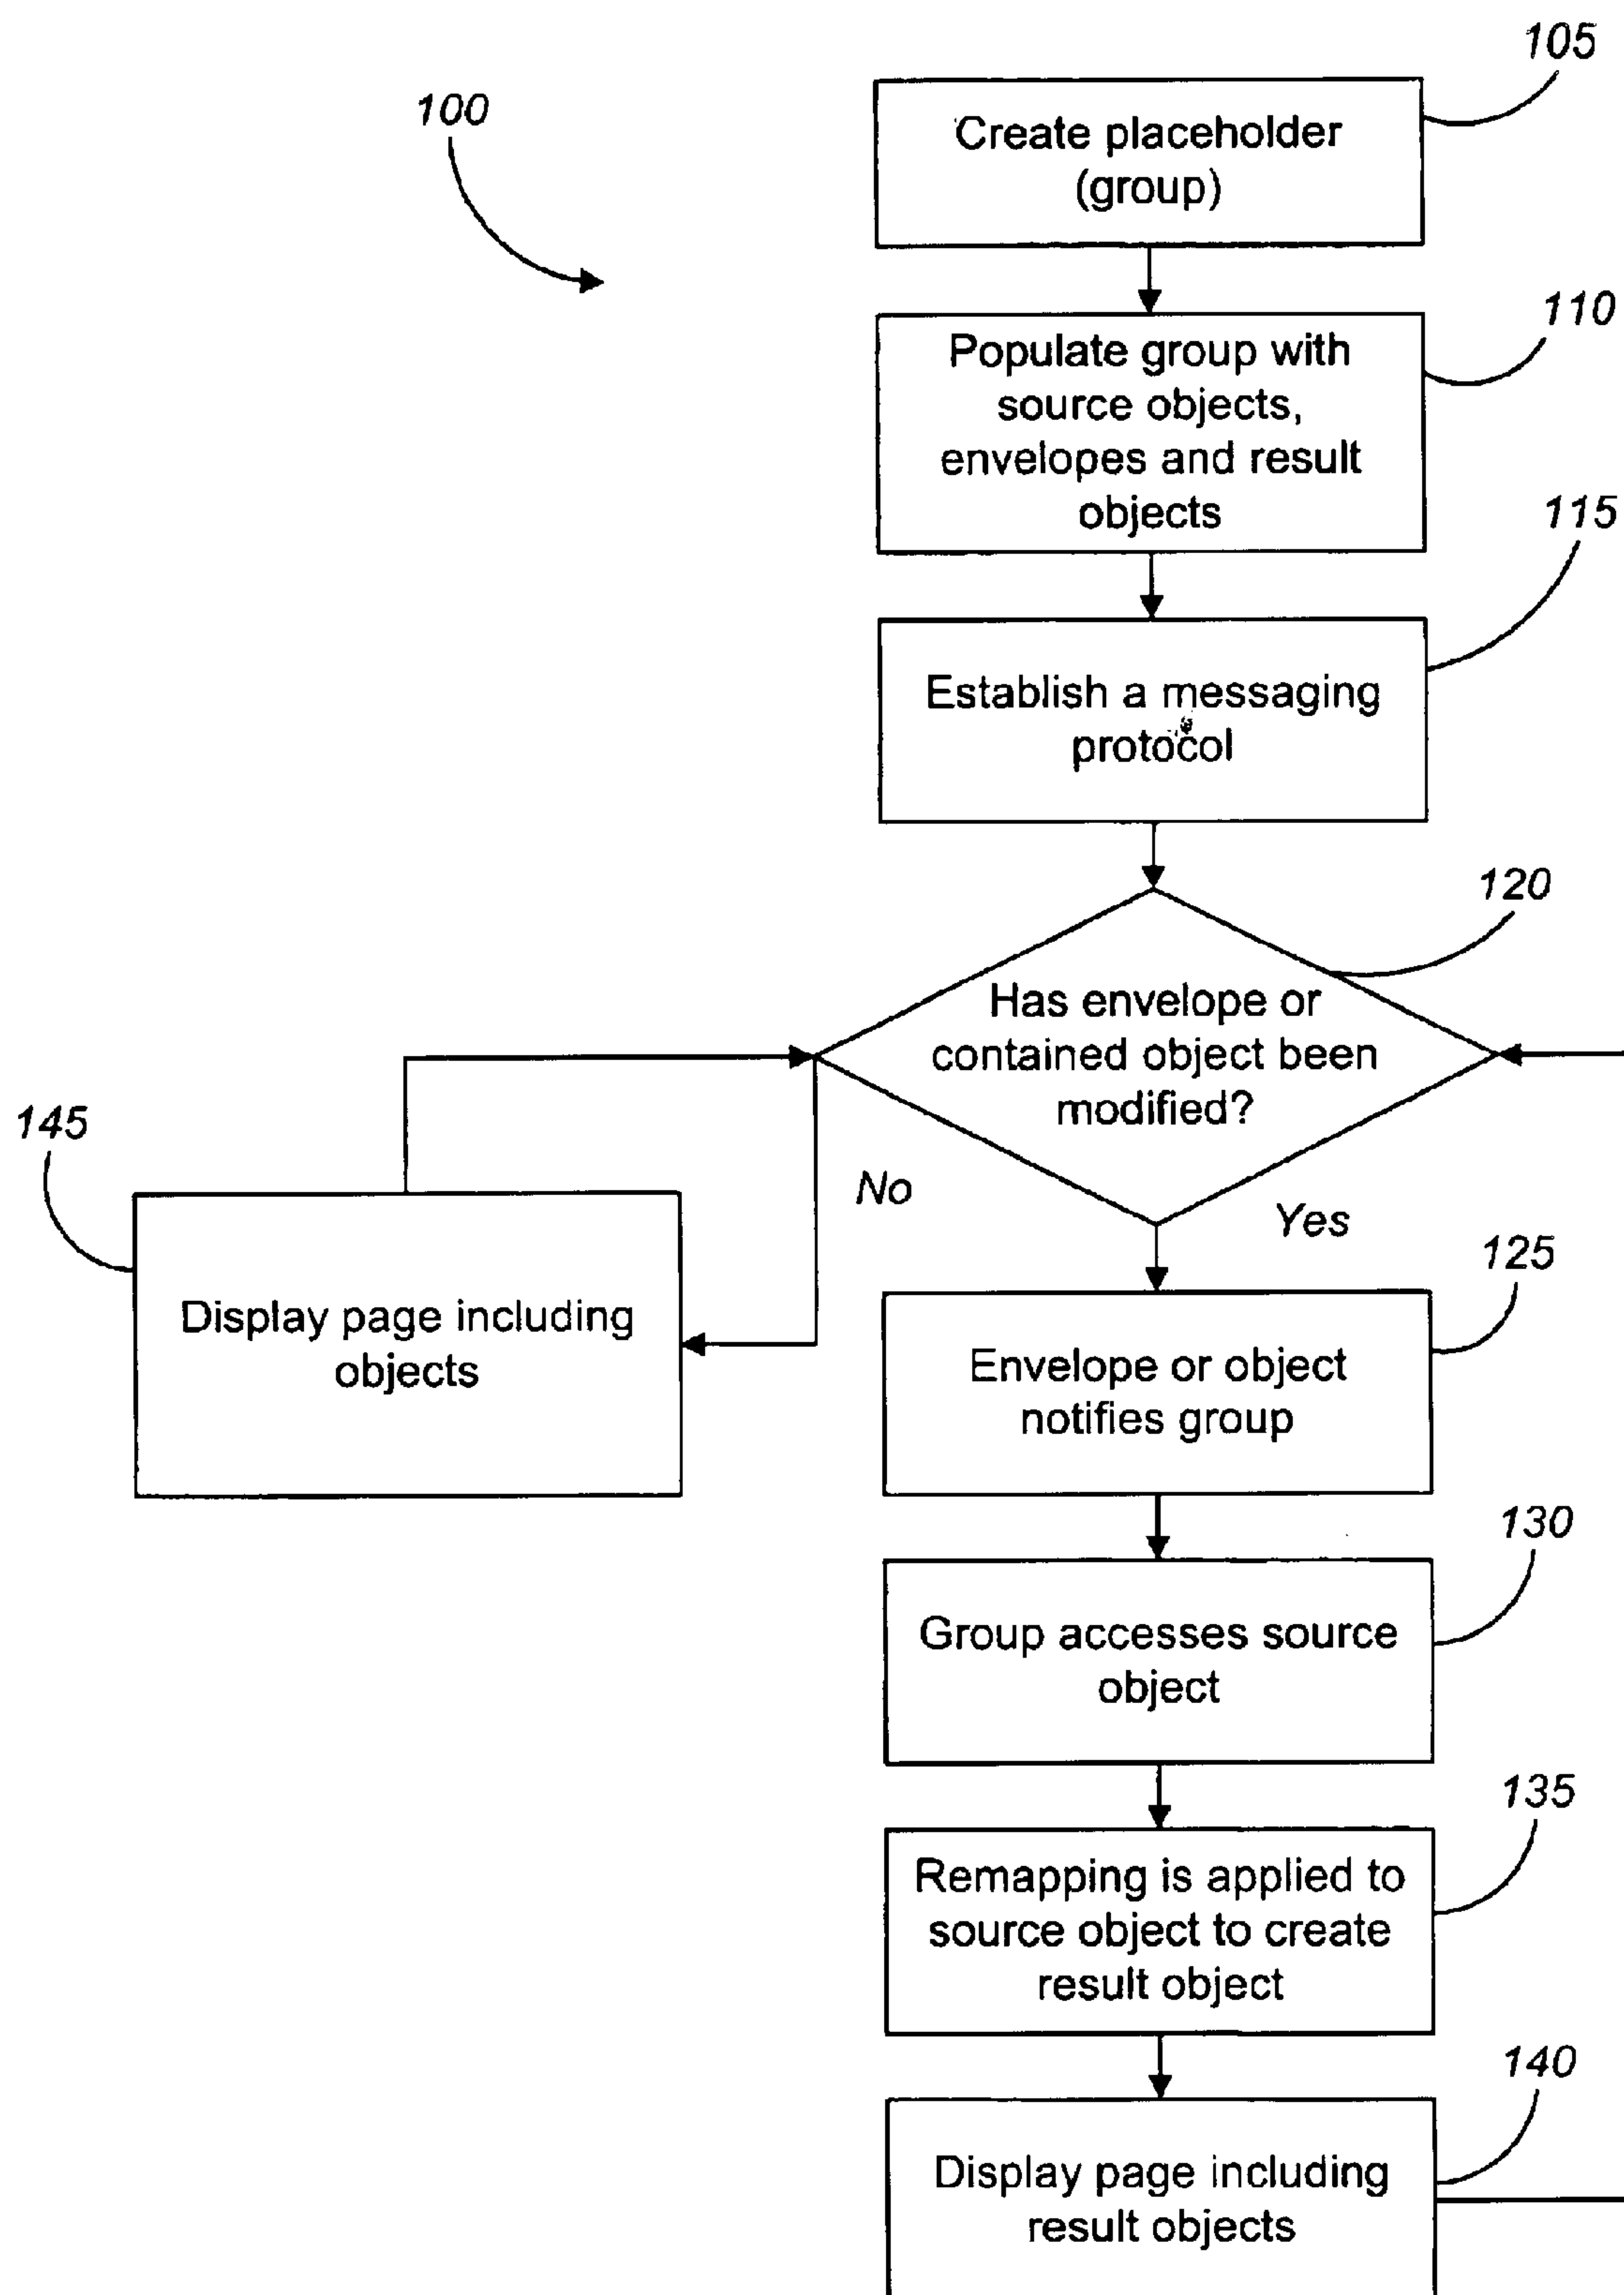 105
100
Create placeholder
(group)
110
Populate group with
source objects,
envelopes and result
objects
115
Establish a messaging
protocol
120
Has envelope or
contained object been
modified?
145
No
Yes
Display page including
objects
125
Envelope or object
notifies group
130
Group accesses source
object
135
Remapping is applied to
source object to create
result object
140
Display page including
result objects